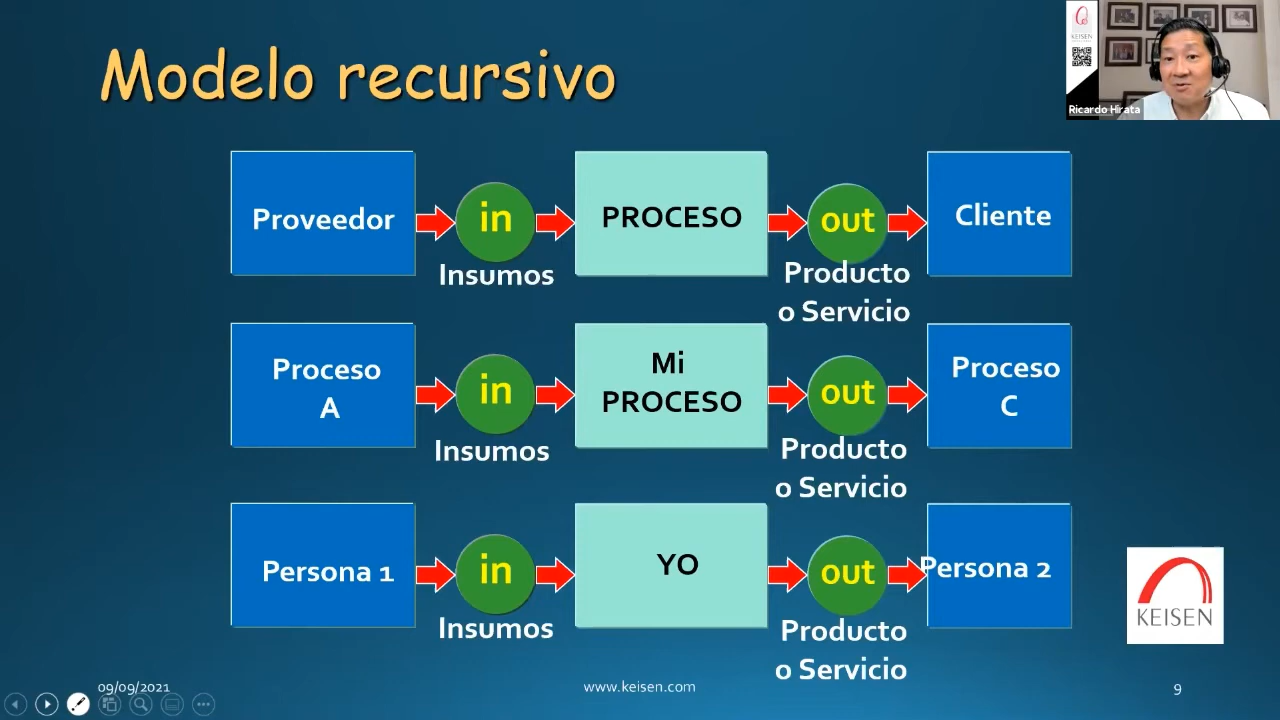 Modelo recursivo
KEISEN
Ricardo Hirata
Proveedor
in
Insumos
PROCESO
out
Producto
o Servicio
Cliente
Proceso
A
in
Insumos
Mi
PROCESO
out
Producto
o Servicio
Proceso
C
Persona 1
in
Insumos
YO
out
Producto
o Servicio
Persona 2
KEISEN
09/09/2021
www.keisen.com
9